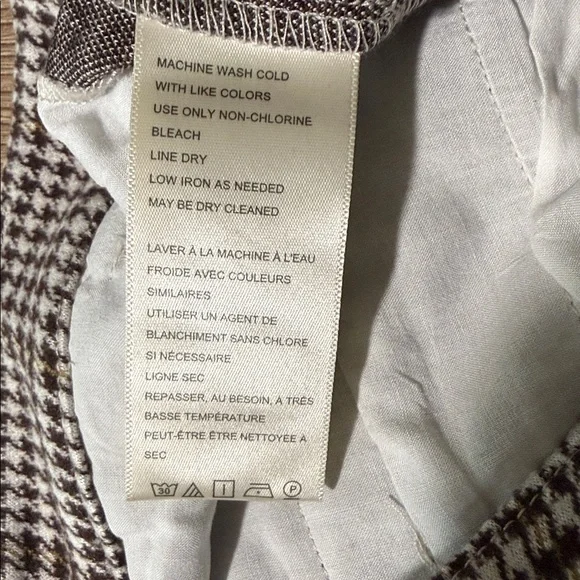 MACHINE WASH COLD
WITH LIKE COLORS
USE ONLY NON-CHLORINE
BLEACH
LINE DRY
LOW IRON AS NEEDED
MAY BE DRY CLEANED
LAVER À LA MACHINE À L'EAU
FROIDE AVEC COULEURS
SIMILAIRES
UTILISER UN AGENT DE
BLANCHIMENT SANS CHLORE
SI NÉCESSAIRE
LIGNE SEC
REPASSER, AU BESOIN, A TRÈS
BASSE TEMPÉRATURE
PEUT-ÊTRE ÊTRE NETTOYEE A
SEC
30 P